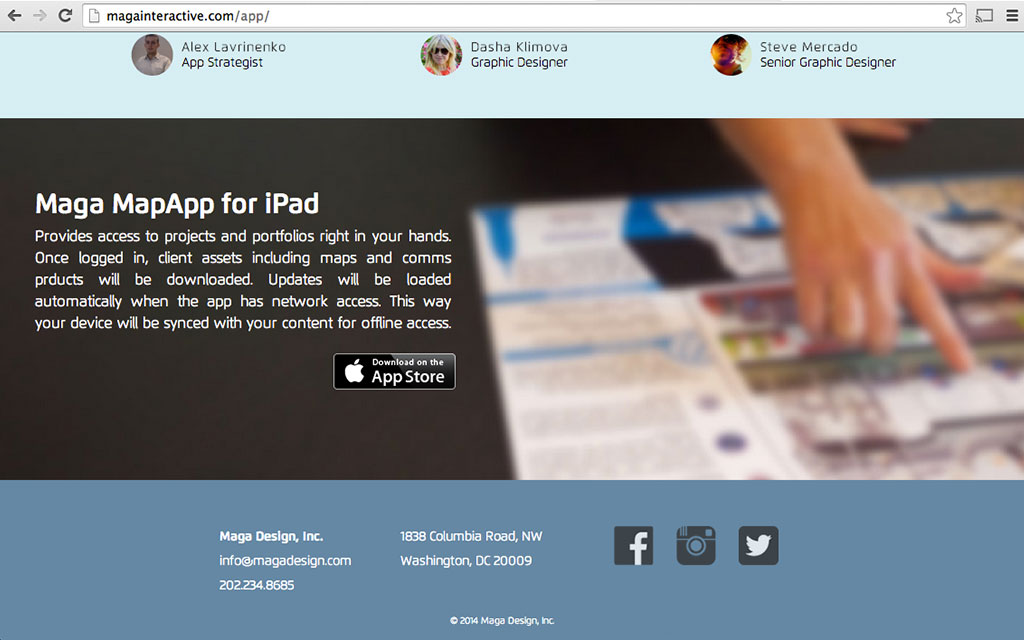 magainteractive.com/app/
Alex Lavrinenko
App Strategist
Dasha Klimova
Graphic Designer
Steve Mercado
Senior Graphic Designer
Maga MapApp for iPad
Provides access to projects and portfolios right in your hands.
Once logged in, client assets including maps and comms
prducts will be downloaded. Updates will be loaded
automatically when the app has network access. This way
your device will be synced with your content for offline access.
Download on the
App Store
Maga Design, Inc.
info@magadesign.com
202.234.8685
1838 Columbia Road, NW
Washington, DC 20009
© 2014 Maga Design, Inc.